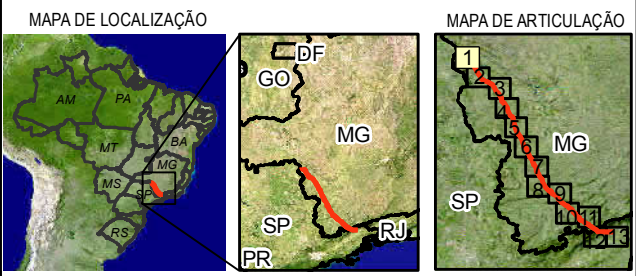 MAPA DE LOCALIZAÇÃO
AM
PA
MT
BA
MG
MS
SP
RS
DF
GO
MG
SP
RJ
PR
MAPA DE ARTICULAÇÃO
1
2
3
4
5
6
7
8
9
10
11
12
13
MG
SP